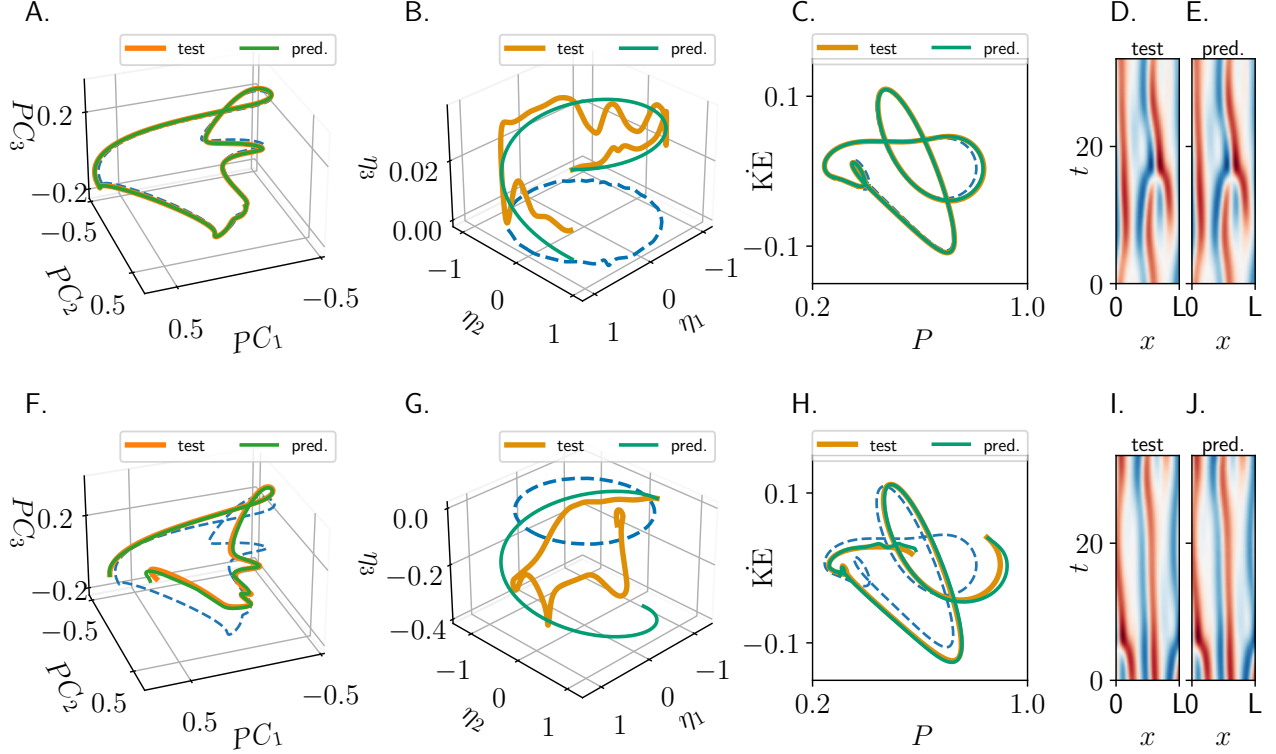 A.
test pred.
0.2
−0.2
PC₃
−0.5
0.5
PC₂
0.5
−0.5
PC₁
B.
test pred.
η₃
0.02
0.00
−1
0
1
η₂
1
0
−1
η₁
C.
test pred.
0.1
−0.1
K̇E
0.2
1.0
P
D.
test
t
20
0
0
L
x
E.
pred.
0
L
x
F.
test pred.
0.2
−0.2
PC₃
−0.5
0.5
PC₂
0.5
−0.5
PC₁
G.
test pred.
η₃
0.0
−0.2
−0.4
−1
0
1
η₂
1
0
−1
η₁
H.
test pred.
0.1
−0.1
K̇E
0.2
1.0
P
I.
test
t
20
0
0
L
x
J.
pred.
0
L
x